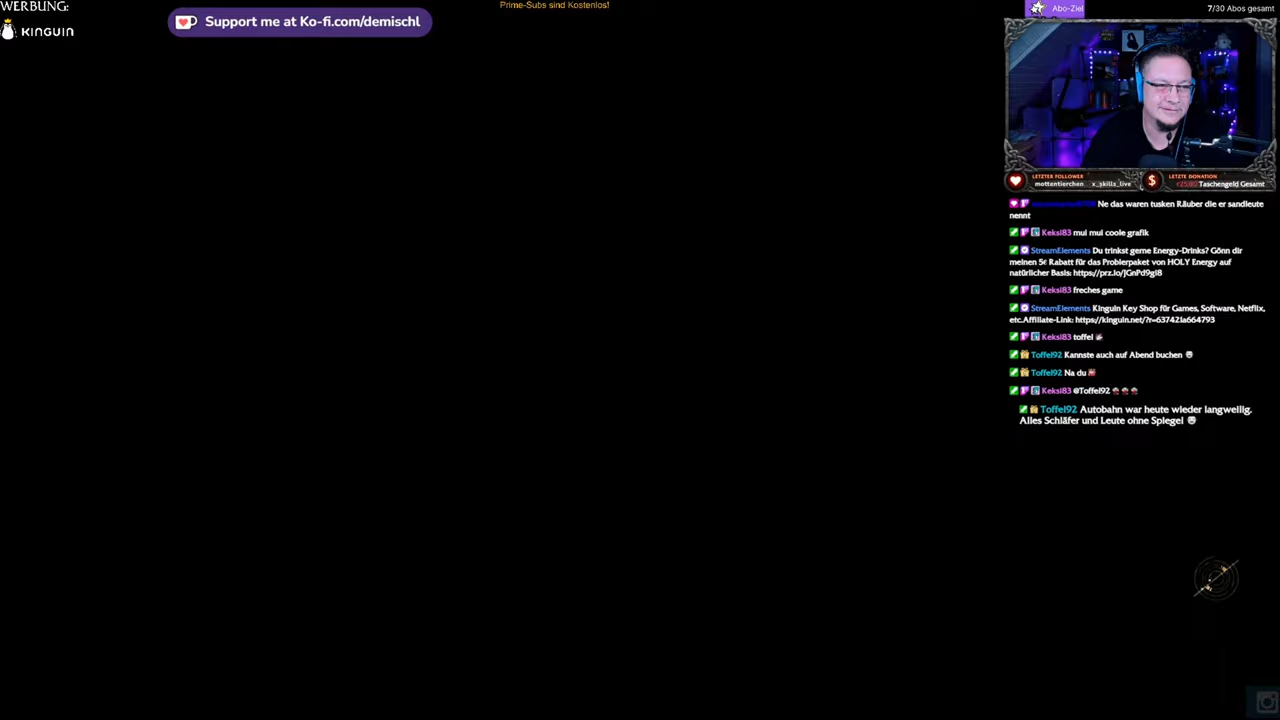 WERBUNG:
KINGUIN
Support me at Ko-fi.com/demischl
Prime-Subs sind Kostenlos!
Abo-Ziel
7/30 Abos gesamt
LETZTER FOLLOWER
mottentierchen x_3kills_live
LETZTE DONATION
Taschengeld Gesamt
Ne das waren tusken Räuber die er sandleute
nennt
Keksi83 mui mui coole grafik
StreamElements Du trinkst gerne Energy-Drinks? Gönn dir
meinen 5€ Rabatt für das Probierpaket von HOLY Energy auf
natürlicher Basis: https://prz.io/JGnPd9gi8
Keksi83 freches game
StreamElements Kinguin Key Shop für Games, Software, Netflix,
etc.Affiliate-Link: https://kinguin.net/?r=637421a664793
Keksi83 toffel
Toffel92 Kannste auch auf Abend buchen
Toffel92 Na du
Keksi83 @Toffel92
Toffel92 Autobahn war heute wieder langweilig.
Alles Schläfer und Leute ohne Spiegel